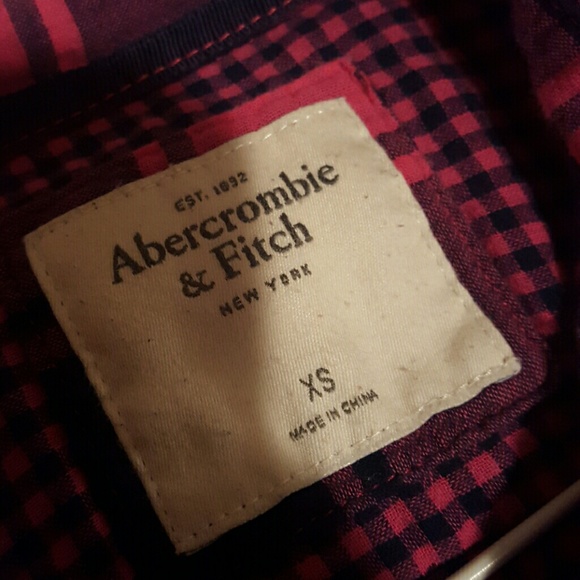 EST. 1892
Abercrombie
& Fitch
NEW YORK
XS
MADE IN CHINA